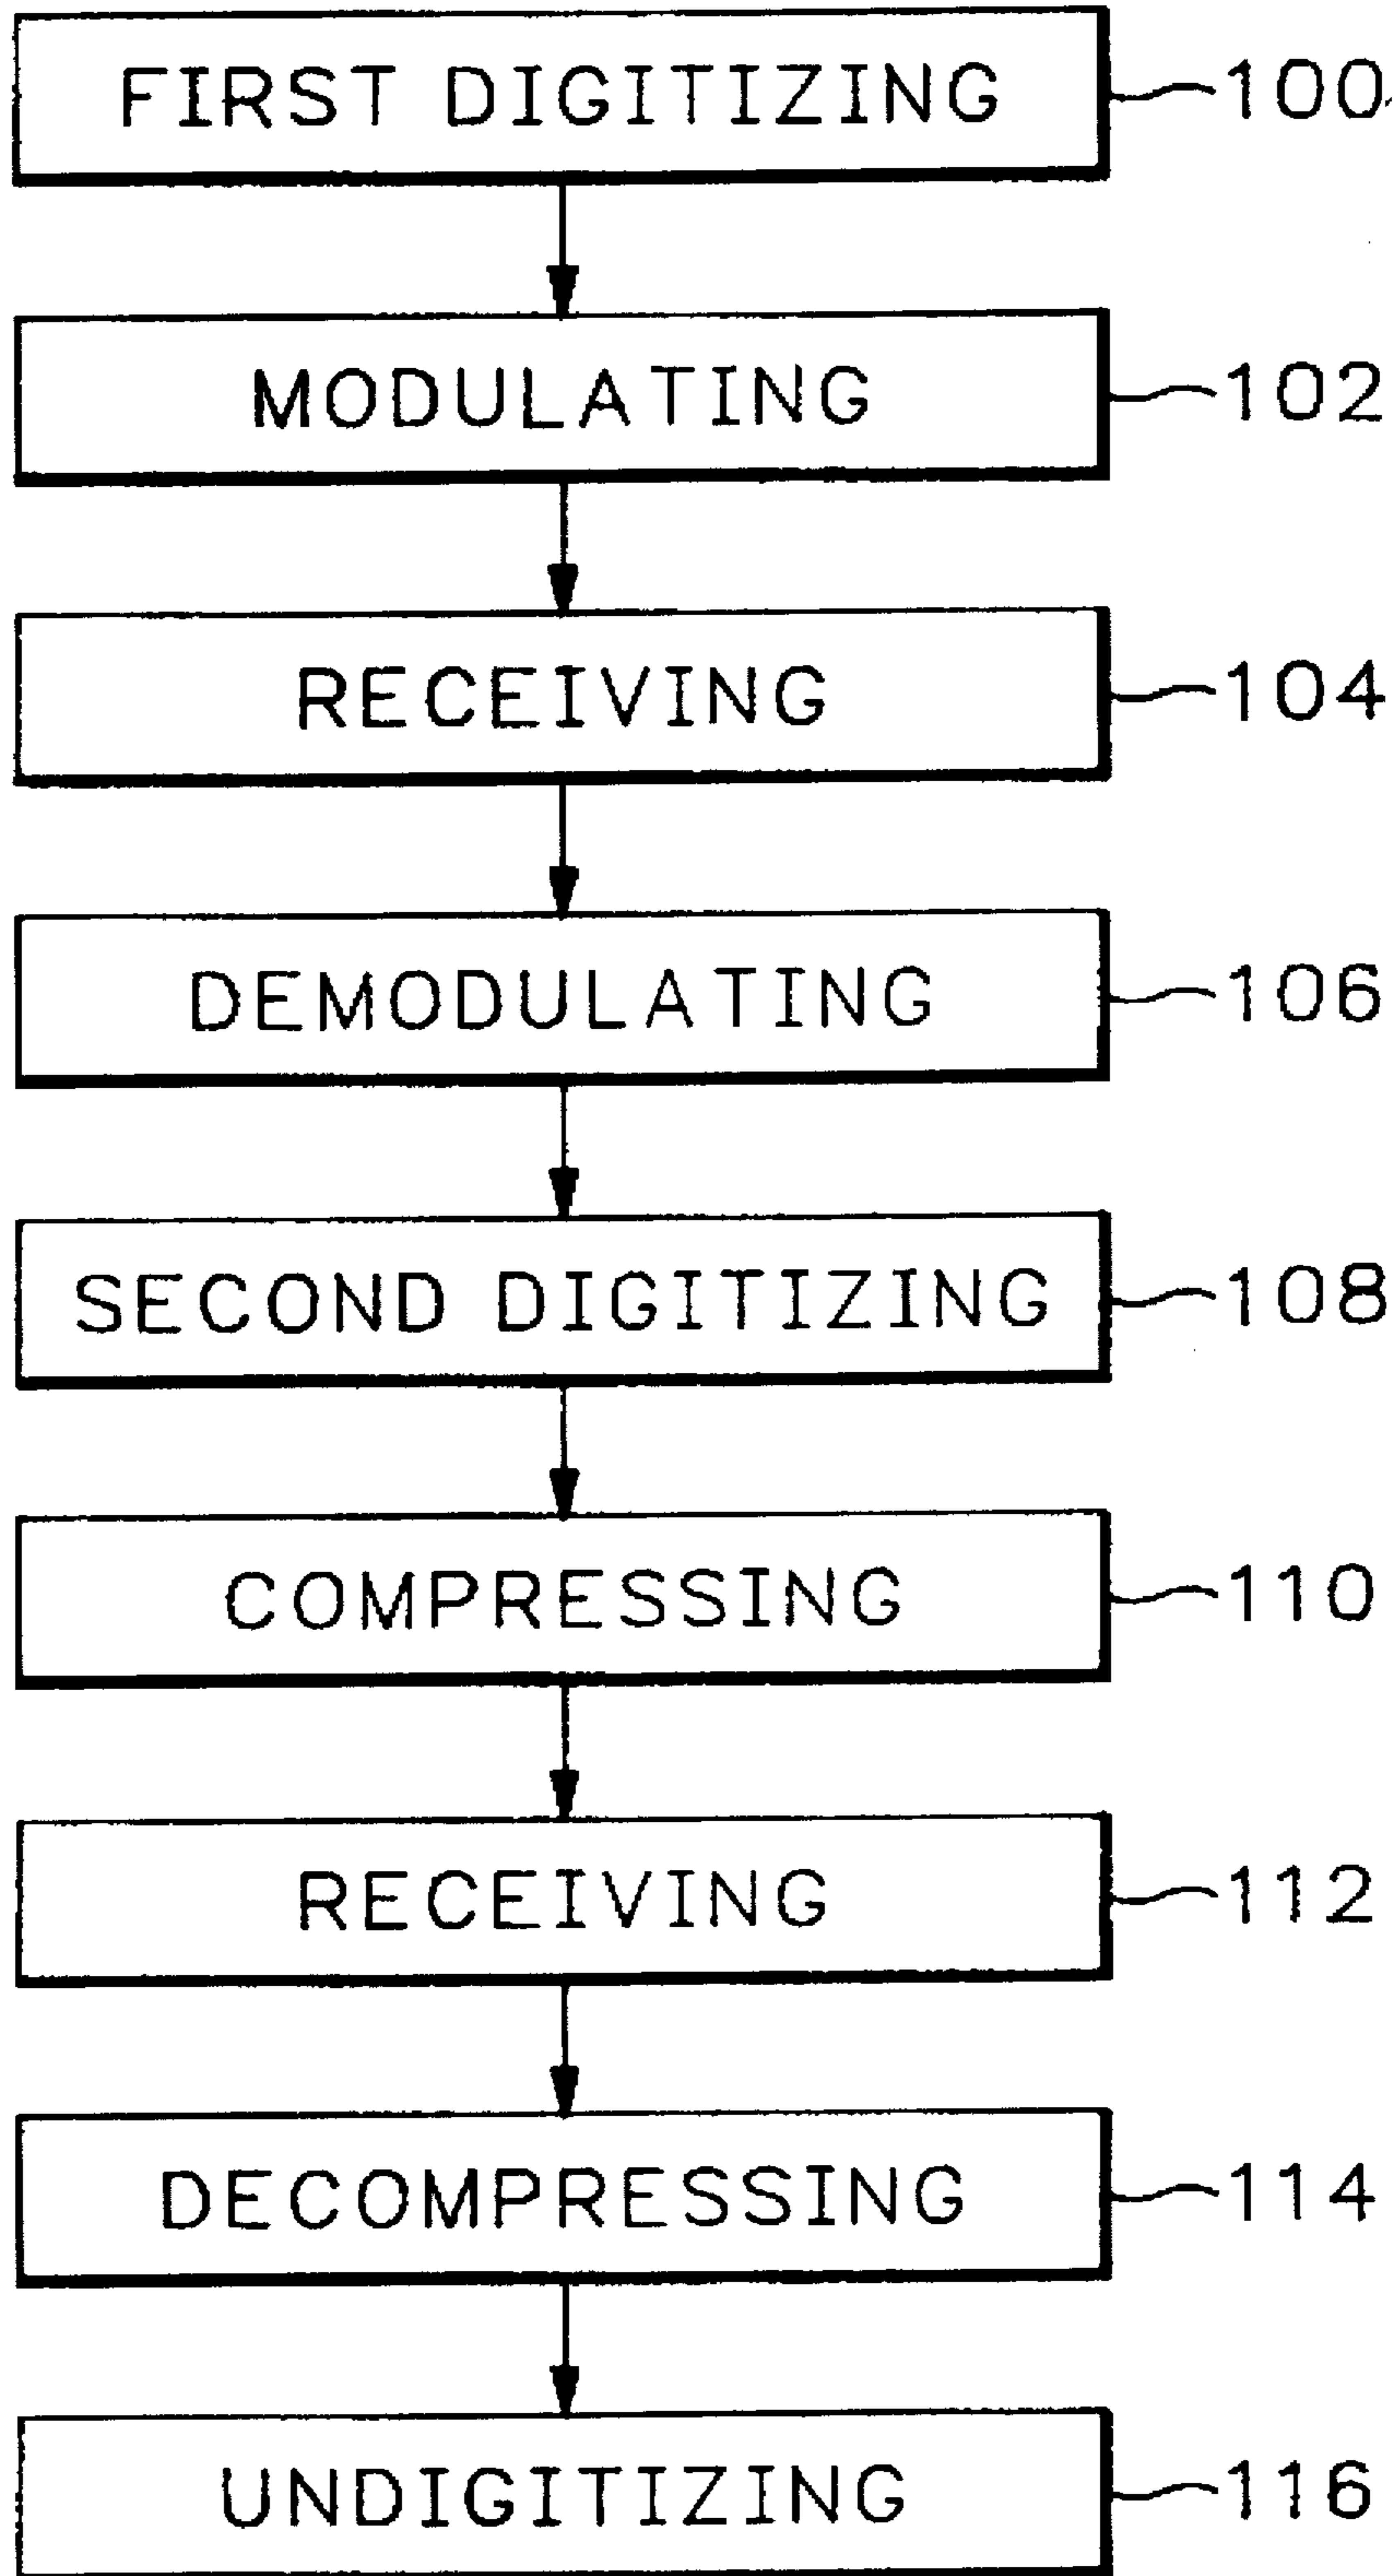 FIRST DIGITIZING 100
MODULATING 102
RECEIVING 104
DEMODULATING 106
SECOND DIGITIZING 108
COMPRESSING 110
RECEIVING 112
DECOMPRESSING 114
UNDIGITIZING 116